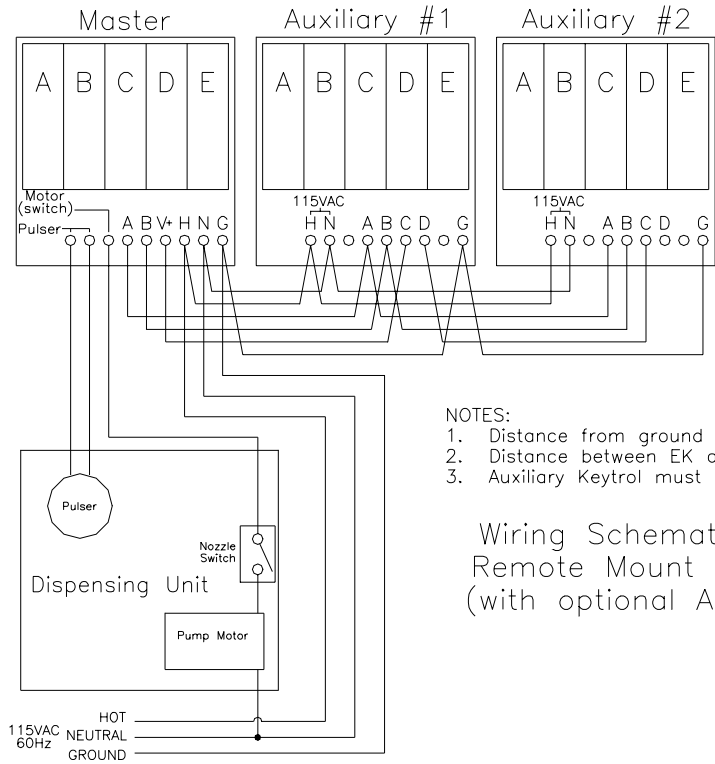 Master
Auxiliary #1
Auxiliary #2
A B C D E
A B C D E
A B C D E
Motor
(switch)
Pulser
A B V+ H N G
115VAC
H N A B C D G
115VAC
H N A B C D G
NOTES:
1. Distance from ground
2. Distance between EK
3. Auxiliary Keytrol must
Pulser
Nozzle
Switch
Dispensing Unit
Pump Motor
Wiring Schemat
Remote Mount
(with optional A
115VAC
60Hz
HOT
NEUTRAL
GROUND